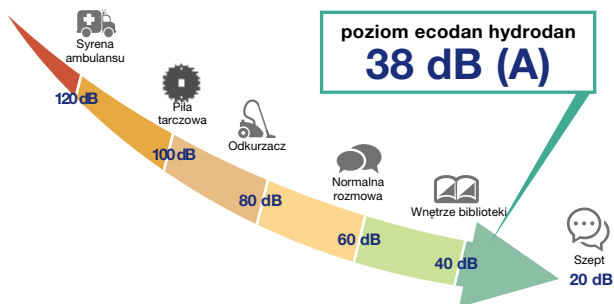 Syrena
ambulansu
120 dB
Piła
tarczowa
100 dB
Odkurzacz
80 dB
Normalna
rozmowa
60 dB
Wnętrze biblioteki
40 dB
poziom ecodan hydrodan
38 dB (A)
Szept
20 dB